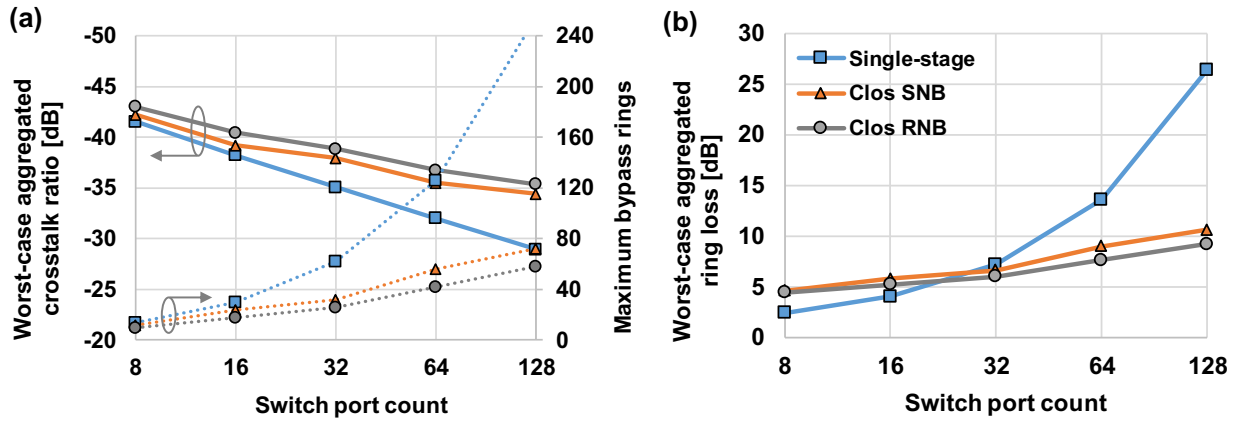 (a)
Worst-case aggregated
crosstalk ratio [dB]
-50
-45
-40
-35
-30
-25
-20
240
200
160
120
80
40
0
Maximum bypass rings
8 16 32 64 128
Switch port count
(b)
Worst-case aggregated
ring loss [dB]
30
25
20
15
10
5
0
Single-stage
Clos SNB
Clos RNB
8 16 32 64 128
Switch port count